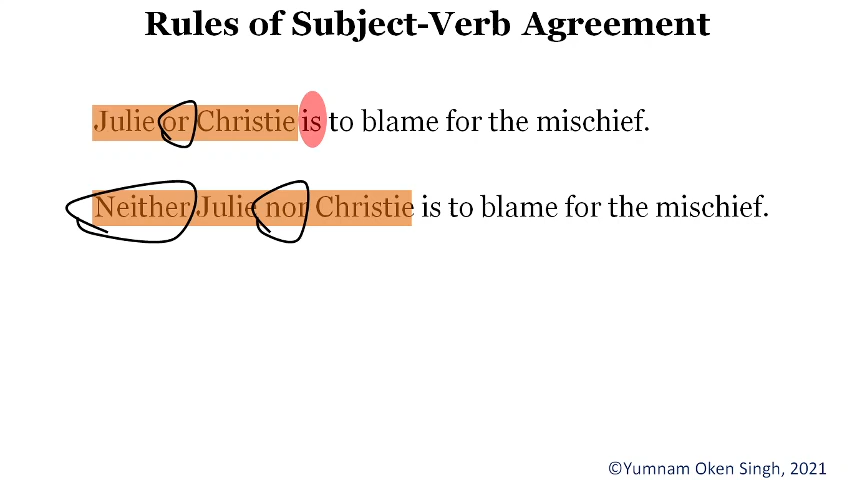 Rules of Subject-Verb Agreement
Julie or Christie is to blame for the mischief.
Neither Julie nor Christie is to blame for the mischief.
©Yumnam Oken Singh, 2021